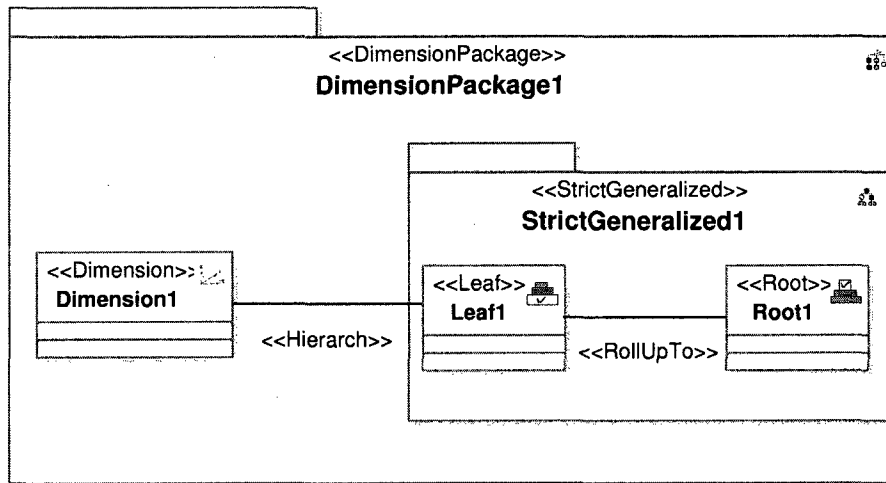 <<DimensionPackage>>
DimensionPackage1
<<StrictGeneralized>>
StrictGeneralized1
<<Dimension>>
Dimension1
<<Hierarch>>
<<Leaf>>
Leaf1
<<RollUpTo>>
<<Root>>
Root1